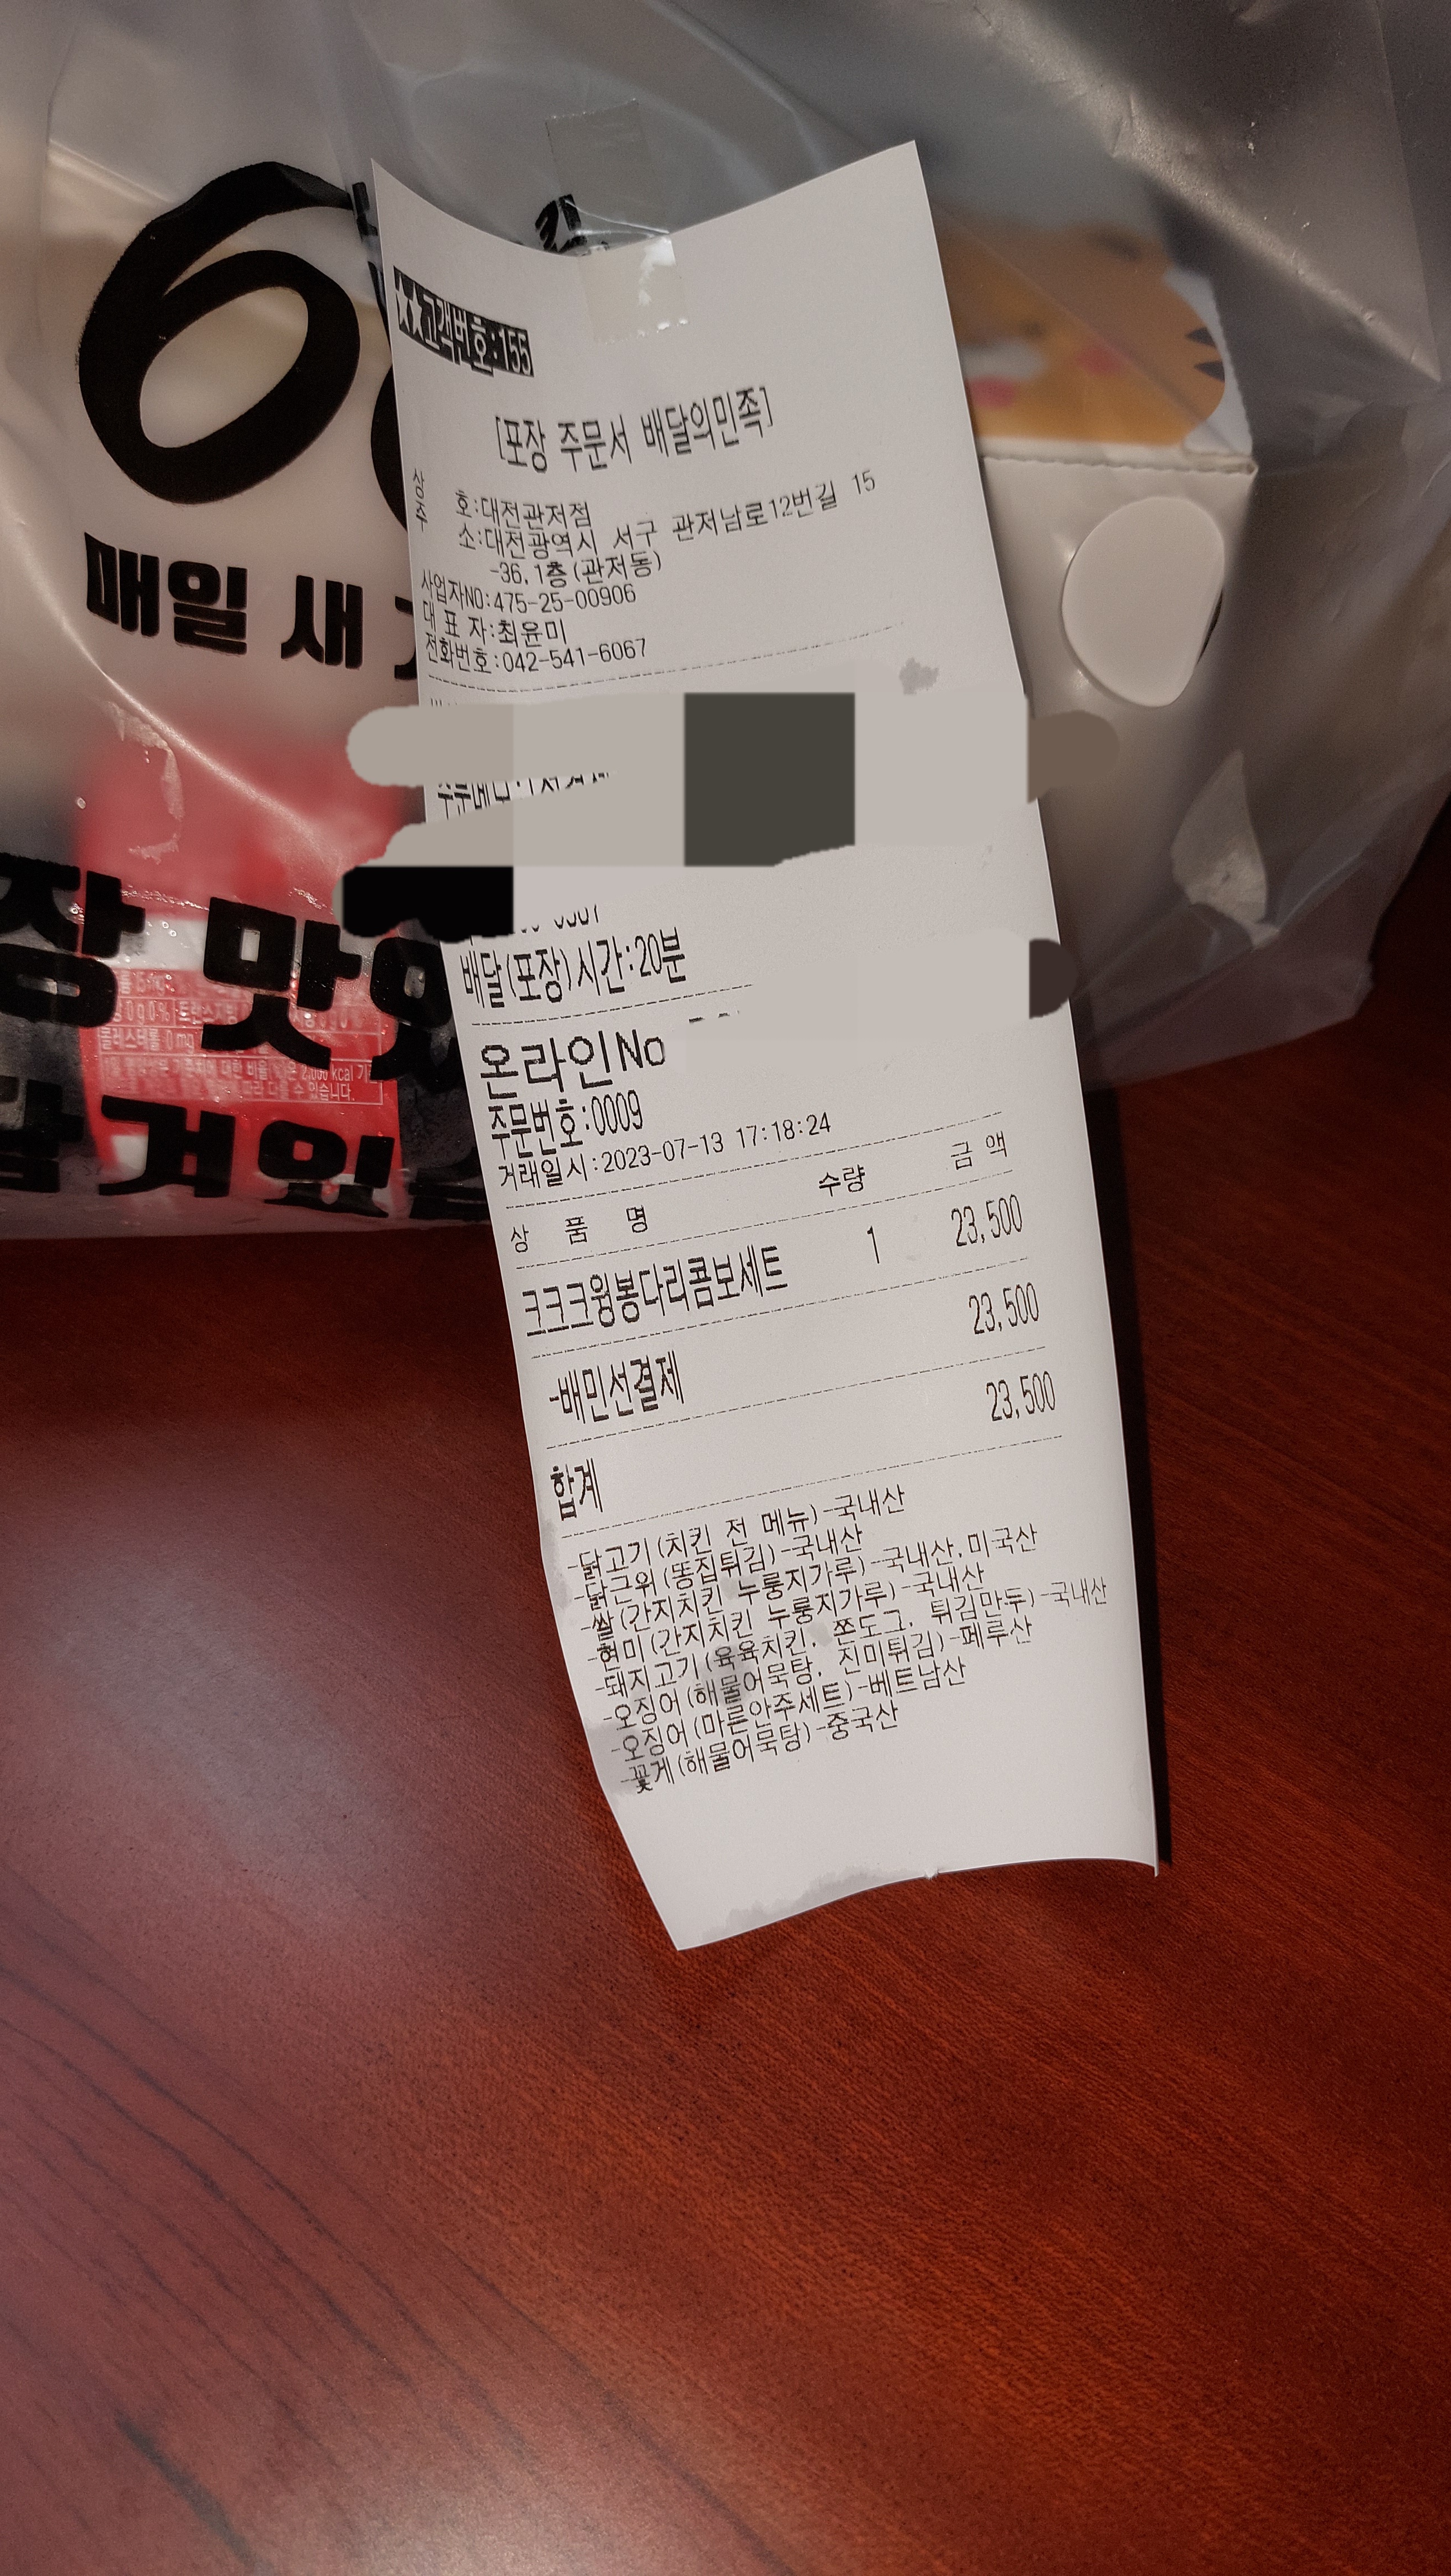 ★★고객번호:155
[포장 주문서 배달의민족]
상 호:대전관저점
주 소:대전광역시 서구 관저남로12번길 15
-36, 1층(관저동)
사업자NO:475-25-00906
대 표 자:최윤미
전화번호:042-541-6067
배달(포장)시간:20분
온라인No
주문번호:0009
거래일시:2023-07-13 17:18:24
상 품 명 수량 금 액
크크크윙봉다리콤보세트 1 23,500
-배민선결제 23,500
합계 23,500
-닭고기(치킨 전 메뉴)-국내산
-닭근위(똥집튀김)-국내산
-쌀(간지치킨 누룽지가루)-국내산,미국산
-현미(간지치킨 누룽지가루)-국내산
-돼지고기(육육치킨, 쫀도그, 튀김만두)-국내산
-오징어(해물어묵탕, 진미튀김)-페루산
-오징어(마른안주세트)-베트남산
-꽃게(해물어묵탕)-중국산
매일 새
맛있